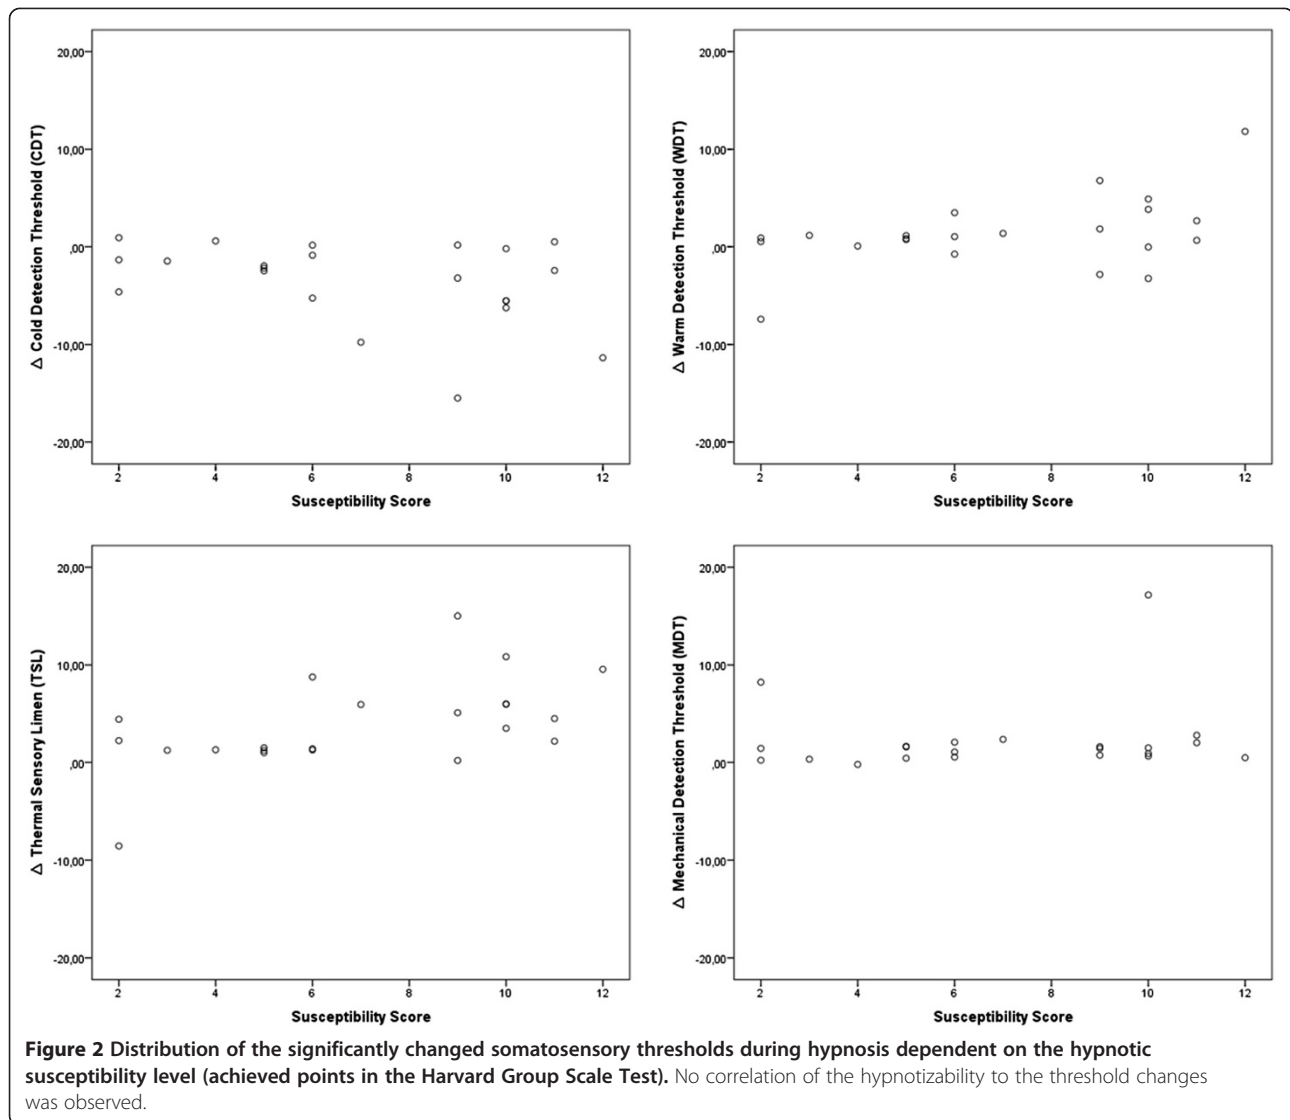 20,00
10,00
,00
-10,00
-20,00
Δ Cold Detection Threshold (CDT)
2 4 6 8 10 12
Susceptibility Score
20,00
10,00
,00
-10,00
-20,00
Δ Warm Detection Threshold (WDT)
2 4 6 8 10 12
Susceptibility Score
20,00
10,00
,00
-10,00
-20,00
Δ Thermal Sensory Limen (TSL)
2 4 6 8 10 12
Susceptibility Score
20,00
10,00
,00
-10,00
-20,00
Δ Mechanical Detection Threshold (MDT)
2 4 6 8 10 12
Susceptibility Score
Figure 2 Distribution of the significantly changed somatosensory thresholds during hypnosis dependent on the hypnotic
susceptibility level (achieved points in the Harvard Group Scale Test). No correlation of the hypnotizability to the threshold changes
was observed.